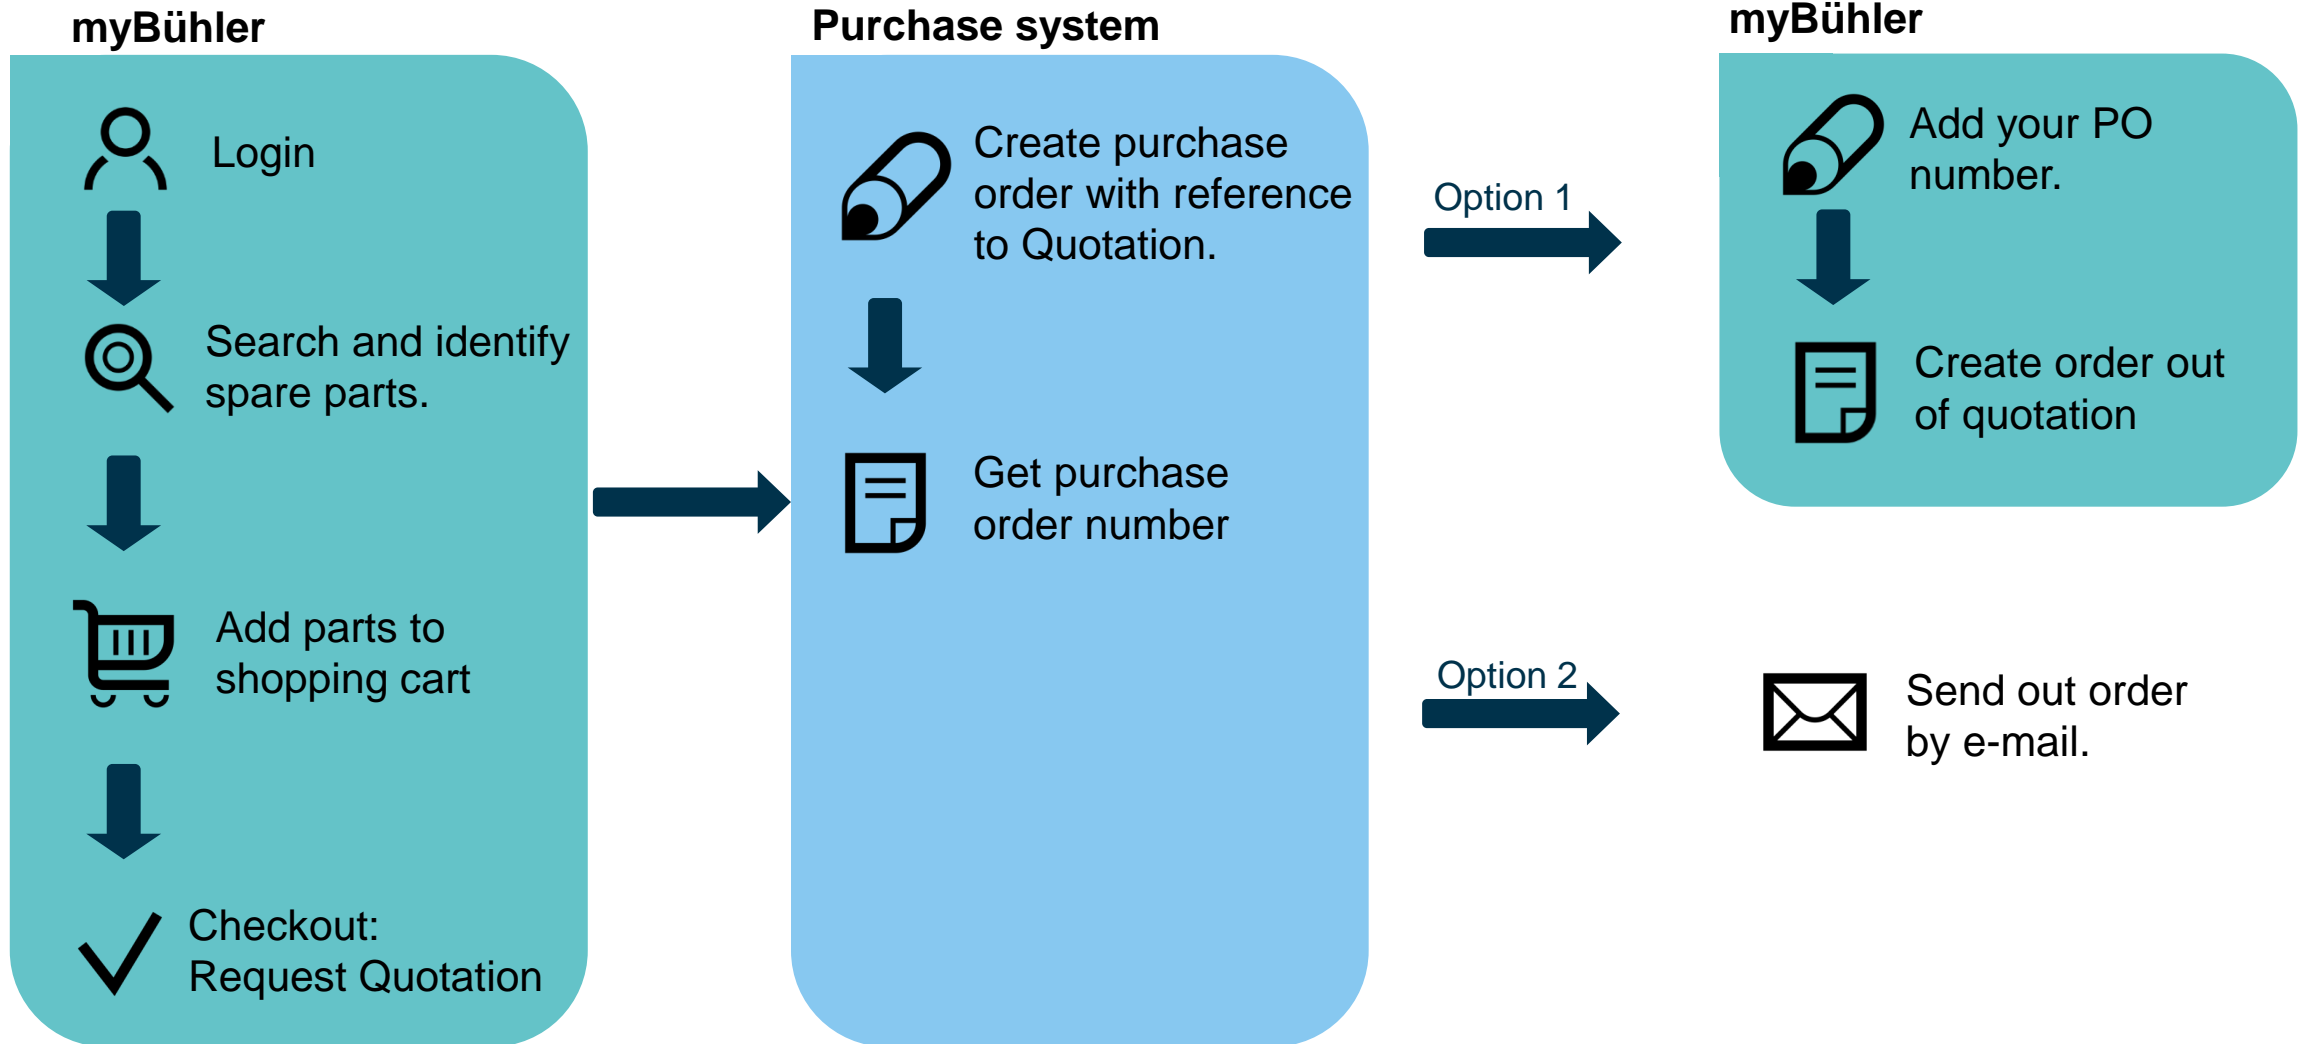 myBühler
Login
Search and identify
spare parts.
Add parts to
shopping cart
Checkout:
Request Quotation
Purchase system
Create purchase
order with reference
to Quotation.
Get purchase
order number
Option 1
myBühler
Add your PO
number.
Create order out
of quotation
Option 2
Send out order
by e-mail.